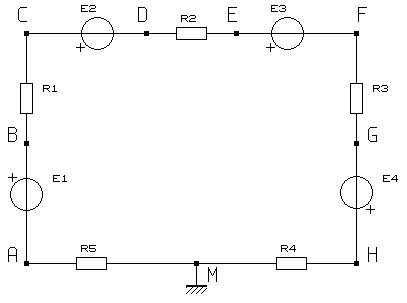 C E2 D R2 E E3 F
+ +
R1 R3
B G
+ E1 E4
+
A R5 M R4 H